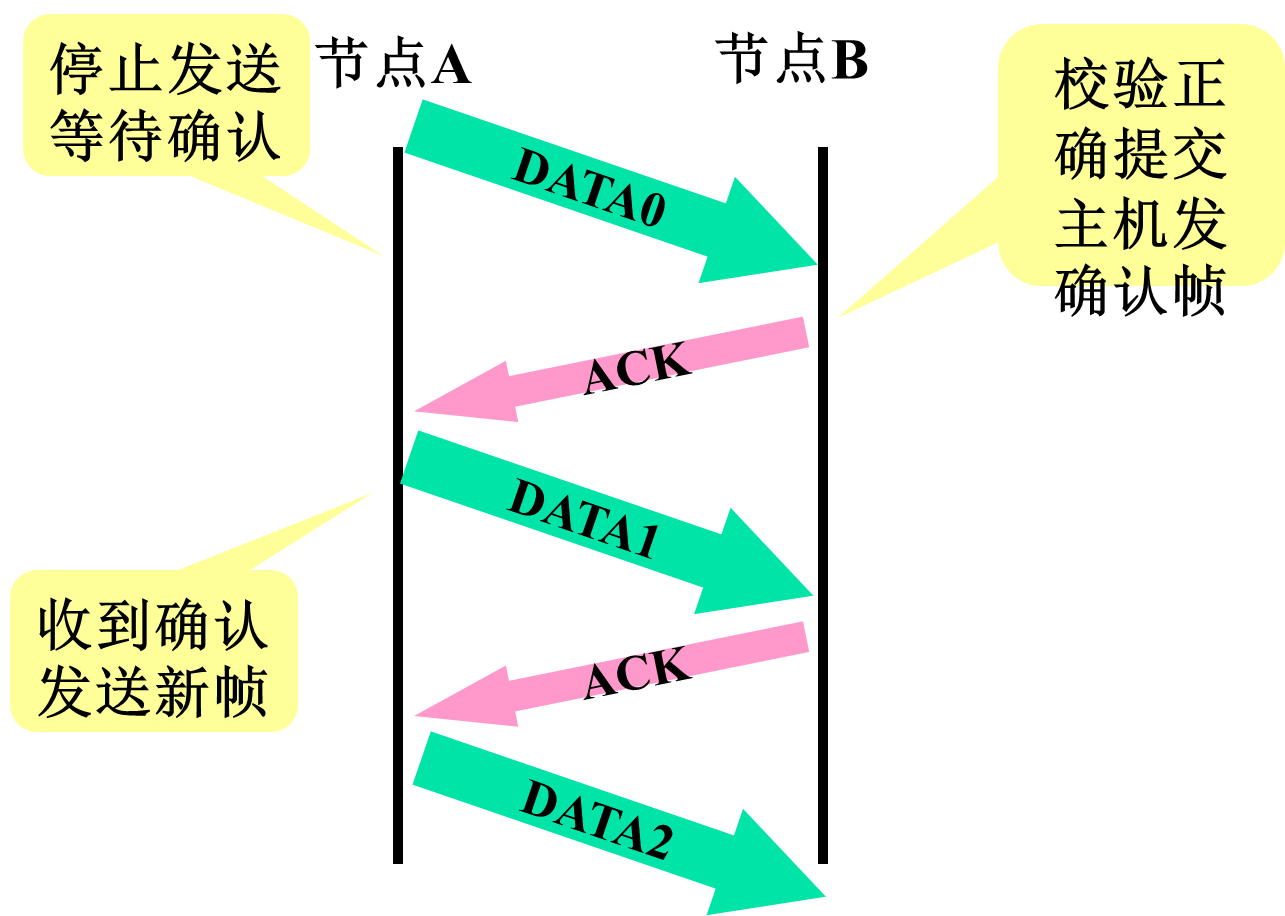 停止发送
等待确认
节点A
节点B
校验正
确提交
主机发
确认帧
DATA0
ACK
DATA1
收到确认
发送新帧
ACK
DATA2